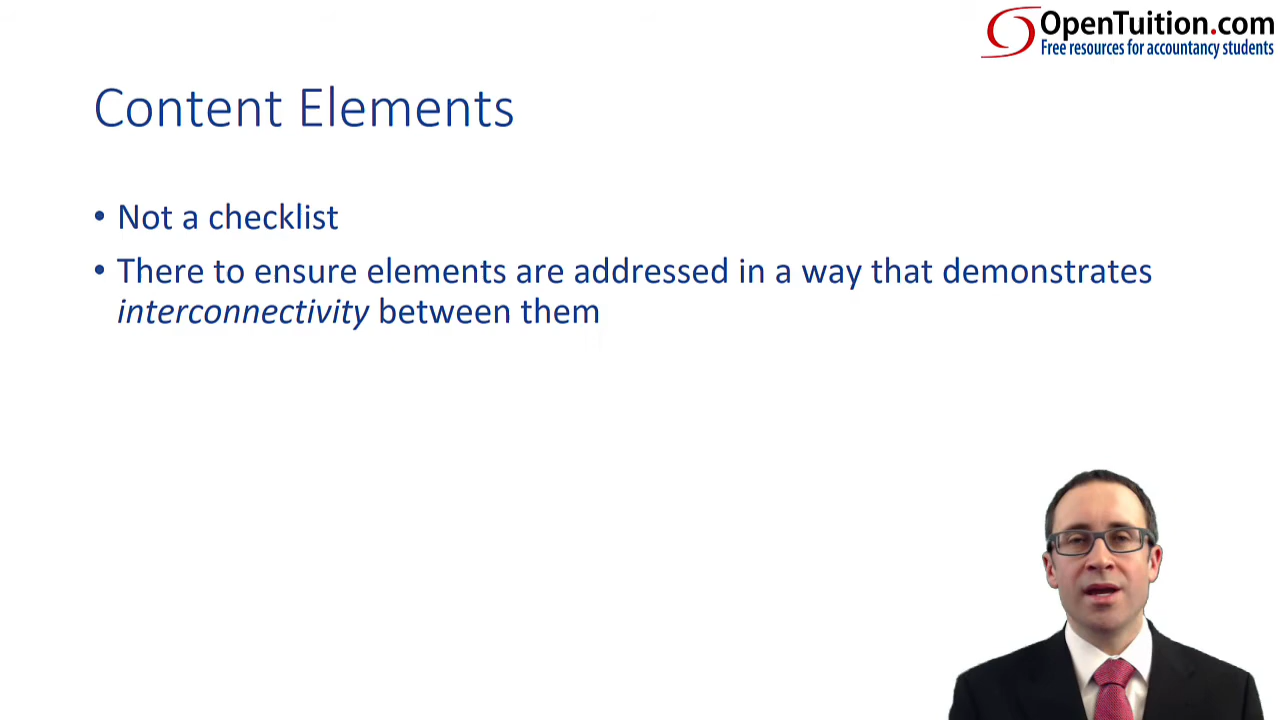 OpenTuition.com
Free resources for accountancy students
Content Elements
• Not a checklist
• There to ensure elements are addressed in a way that demonstrates
interconnectivity between them